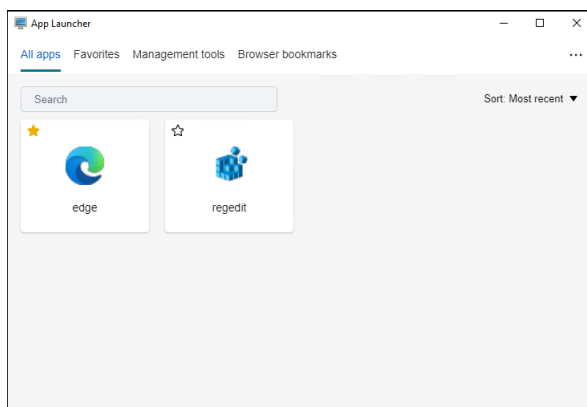 App Launcher
All apps Favorites Management tools Browser bookmarks
Search Sort: Most recent
edge regedit